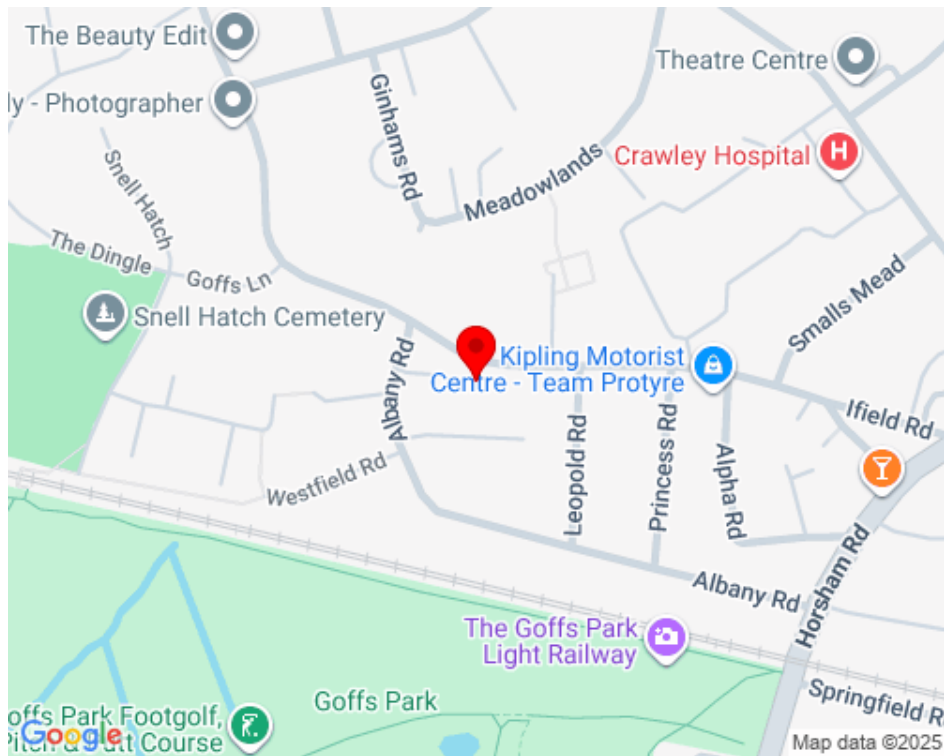 The Beauty Edit
ly - Photographer
Theatre Centre
Ginhams Rd
Crawley Hospital
H
Meadowlands
Snell Hatch
The Dingle
Goffs Ln
Snell Hatch Cemetery
Smalls Mead
Kipling Motorist
Centre - Team Protyre
Albany Rd
Ifield Rd
Leopold Rd
Princess Rd
Alpha Rd
Westfield Rd
Horsham Rd
Albany Rd
The Goffs Park
Light Railway
Goffs Park
Springfield R
offs Park Footgolf,
Pitch & Putt Course
Google
Map data ©2025